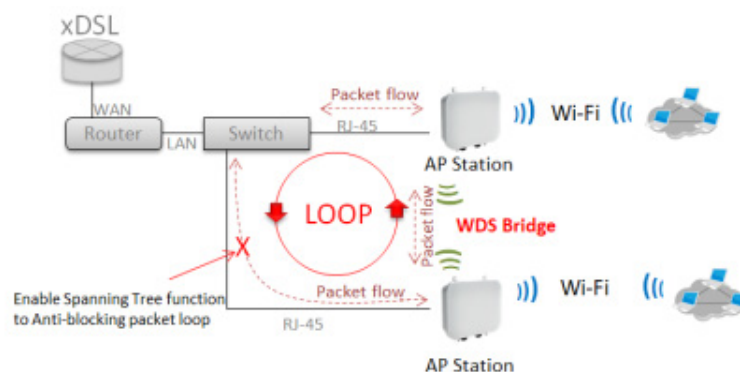 xDSL
WAN
Router
LAN
Switch
RJ-45
Packet flow
AP Station
Wi-Fi
LOOP
Packet flow
WDS Bridge
X
Enable Spanning Tree function
to Anti-blocking packet loop
Packet flow
RJ-45
AP Station
Wi-Fi